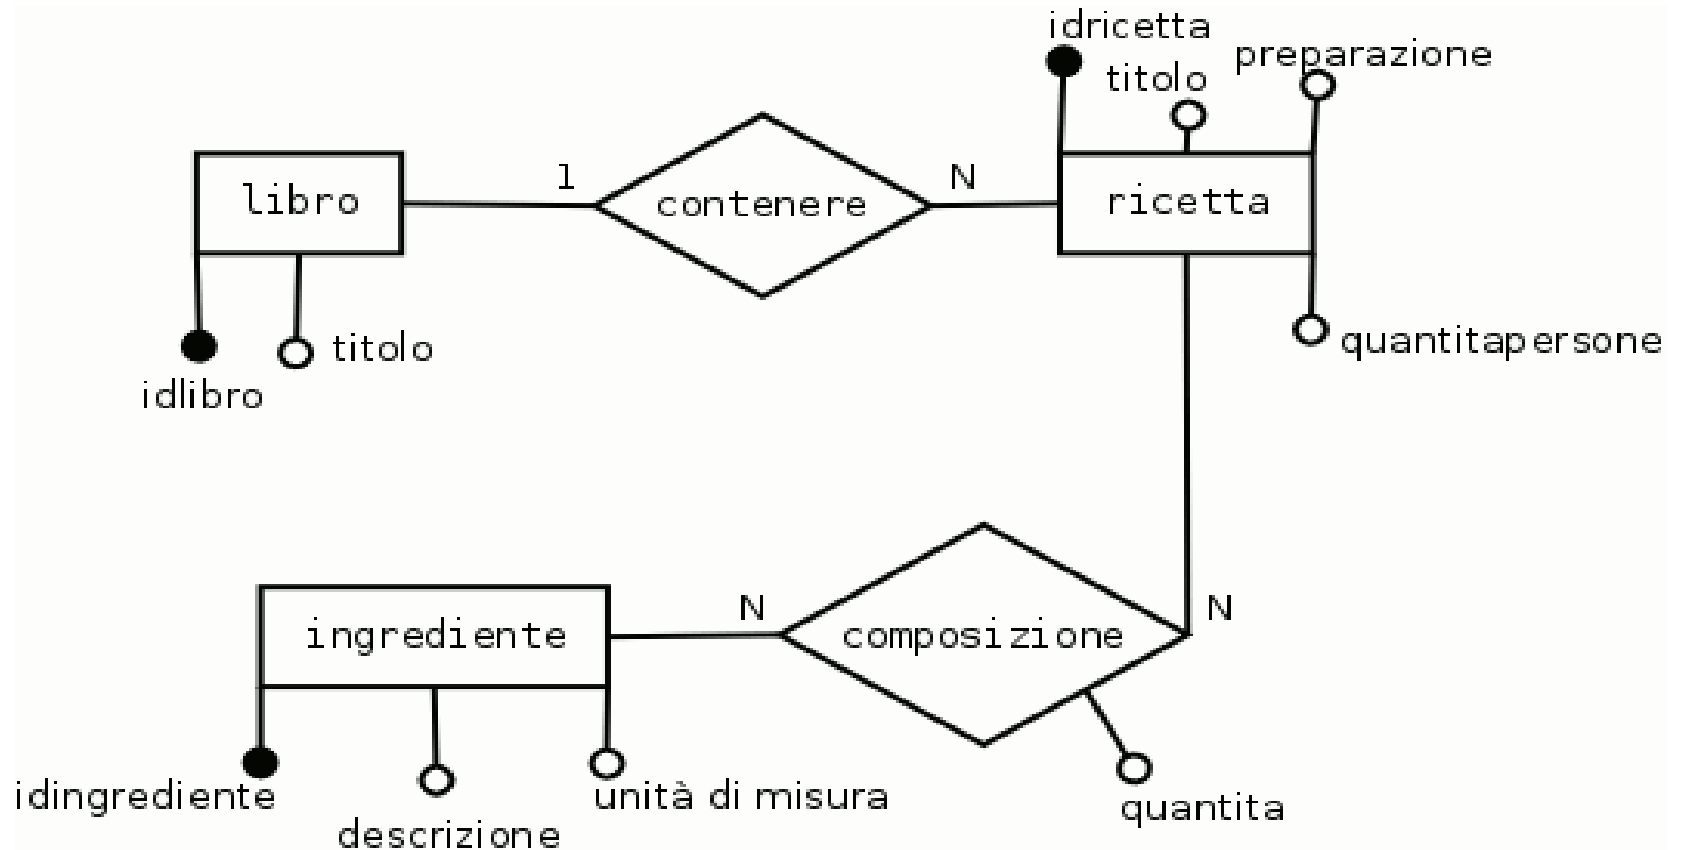 idricetta
preparazione
titolo
libro
1
contenere
N
ricetta
titolo
quantitapersone
idlibro
ingrediente
N
composizione
N
idingrediente
unità di misura
quantita
descrizione